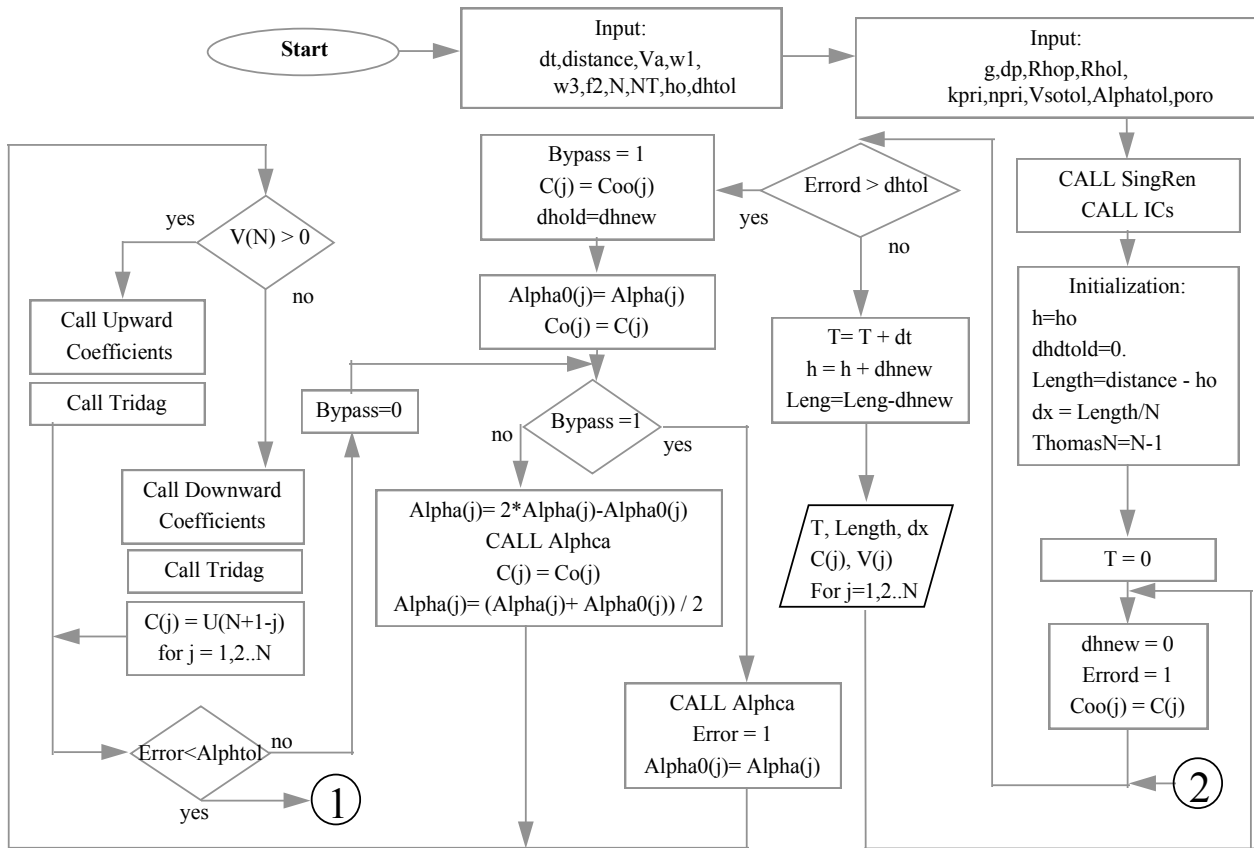 Start
Input:
dt,distance,Va,w1,
w3,f2,N,NT,ho,dhtol
Input:
g,dp,Rhop,Rhol,
kpri,npri,Vsotol,Alphatol,poro
CALL SingRen
CALL ICs
Initialization:
h=ho
dhdtold=0.
Length=distance - ho
dx = Length/N
ThomasN=N-1
T = 0
dhnew = 0
Errord = 1
Coo(j) = C(j)
2
Errord > dhtol
yes
no
T= T + dt
h = h + dhnew
Leng=Leng-dhnew
T, Length, dx
C(j), V(j)
For j=1,2..N
Bypass = 1
C(j) = Coo(j)
dhold=dhnew
Alpha0(j)= Alpha(j)
Co(j) = C(j)
Bypass =1
no
yes
Alpha(j)= 2*Alpha(j)-Alpha0(j)
CALL Alphca
C(j) = Co(j)
Alpha(j)= (Alpha(j)+ Alpha0(j)) / 2
CALL Alphca
Error = 1
Alpha0(j)= Alpha(j)
V(N) > 0
yes
no
Call Upward
Coefficients
Call Tridag
Call Downward
Coefficients
Call Tridag
C(j) = U(N+1-j)
for j = 1,2..N
Error<Alphtol
no
yes
Bypass=0
1